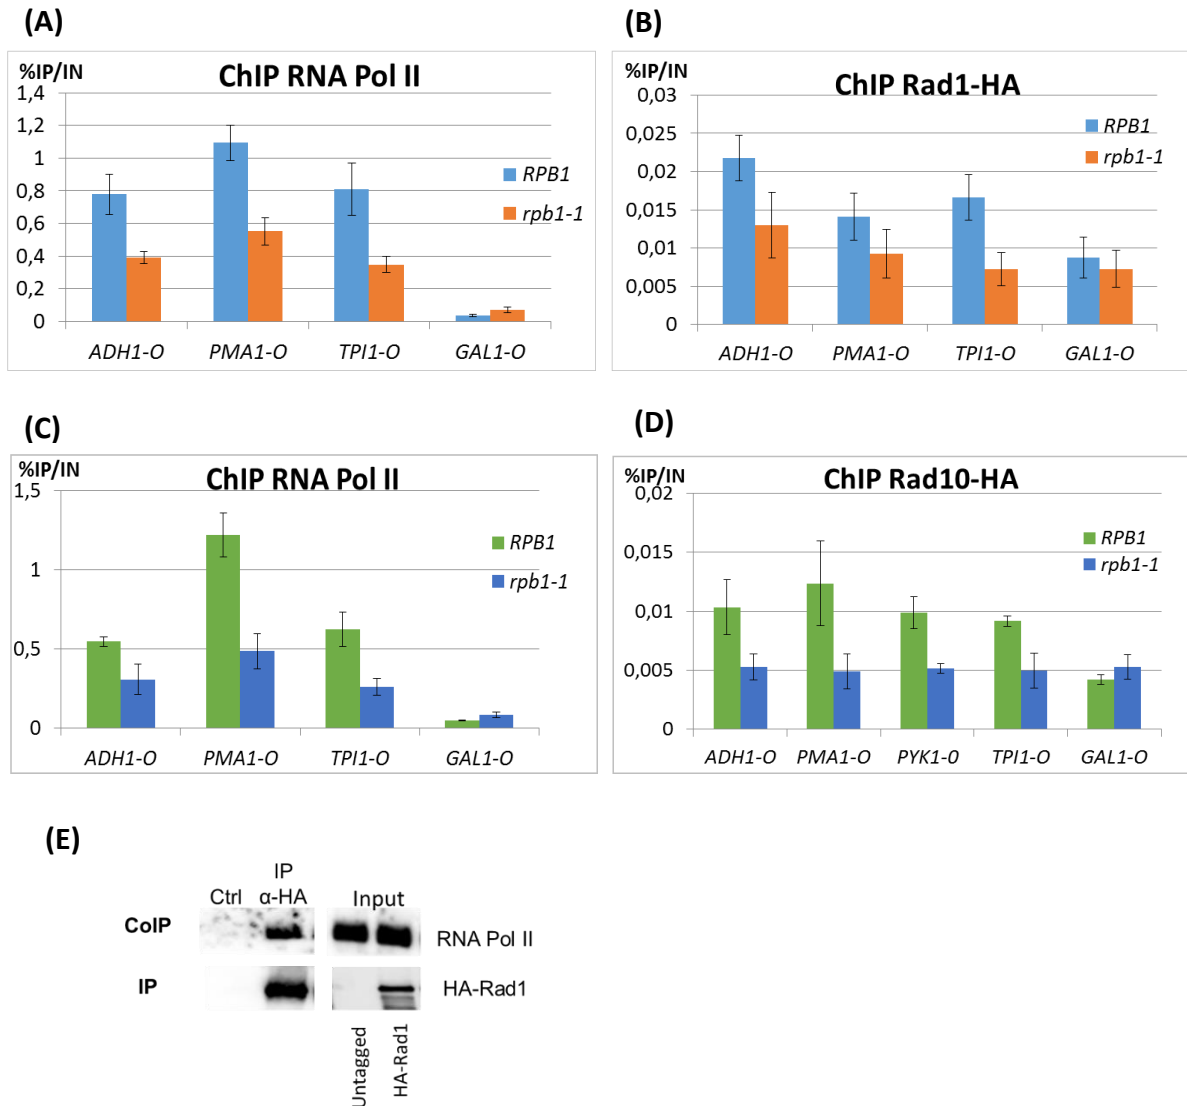 (A)
%IP/IN
ChIP RNA Pol II
1,4
1,2
1
0,8
0,6
0,4
0,2
0
RPB1
rpb1-1
ADH1-O PMA1-O TPI1-O GAL1-O
(B)
%IP/IN
ChIP Rad1-HA
0,03
0,025
0,02
0,015
0,01
0,005
0
RPB1
rpb1-1
ADH1-O PMA1-O TPI1-O GAL1-O
(C)
%IP/IN
ChIP RNA Pol II
1,5
1
0,5
0
RPB1
rpb1-1
ADH1-O PMA1-O TPI1-O GAL1-O
(D)
%IP/IN
ChIP Rad10-HA
0,02
0,015
0,01
0,005
0
RPB1
rpb1-1
ADH1-O PMA1-O PYK1-0 TPI1-O GAL1-O
(E)
IP
Ctrl α-HA Input
CoIP RNA Pol II
IP HA-Rad1
Untagged
HA-Rad1